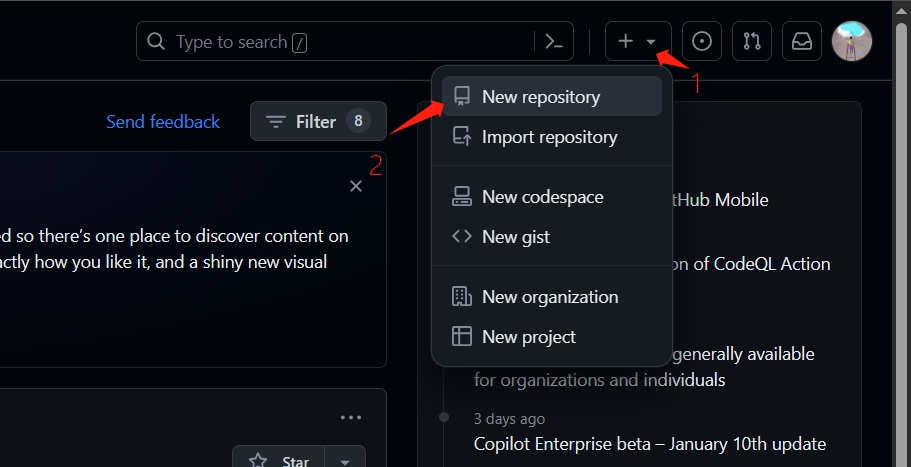 Type to search /
1
Send feedback
Filter 8
2
New repository
Import repository
New codespace
New gist
New organization
New project
tHub Mobile
d so there's one place to discover content on
actly how you like it, and a shiny new visual
on of CodeQL Action
generally available
for organizations and individuals
3 days ago
Copilot Enterprise beta – January 10th update
Star